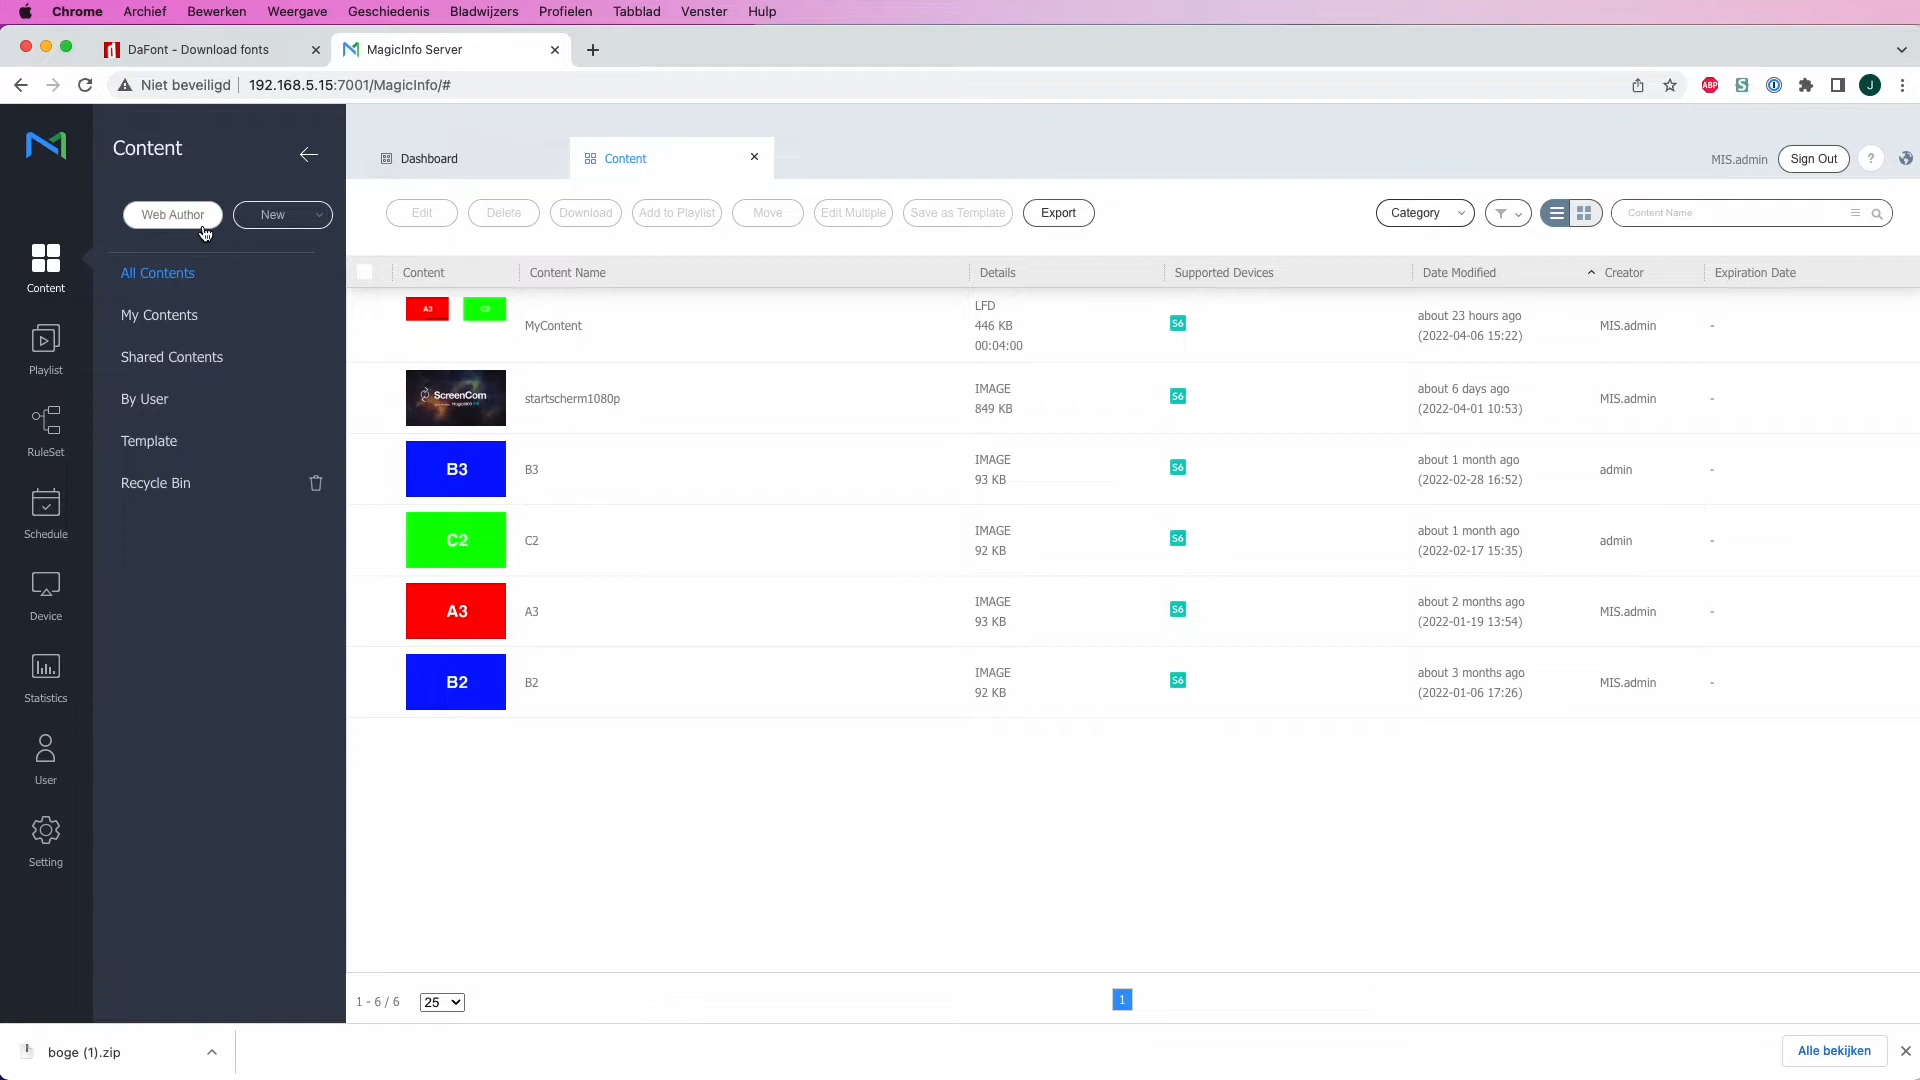 Chrome Archief Bewerken Weergave Geschiedenis Bladwijzers Profielen Tabblad Venster Hulp
DaFont - Download fonts
MagicInfo Server
Niet beveiligd 192.168.5.15:7001/MagicInfo/#
ABP
S
J
Content
Dashboard
Content
MIS.admin
Sign Out
?
Web Author
New
Edit
Delete
Download
Add to Playlist
Move
Edit Multiple
Save as Template
Export
Category
Content Name
Content
Playlist
RuleSet
Schedule
Device
Statistics
User
Setting
All Contents
My Contents
Shared Contents
By User
Template
Recycle Bin
Content Content Name Details Supported Devices Date Modified Creator Expiration Date
A3 C2
MyContent
LFD
446 KB
00:04:00
S6
about 23 hours ago
(2022-04-06 15:22)
MIS.admin
-
ScreenCom
startscherm1080p
IMAGE
849 KB
S6
about 6 days ago
(2022-04-01 10:53)
MIS.admin
-
B3
B3
IMAGE
93 KB
S6
about 1 month ago
(2022-02-28 16:52)
admin
-
C2
C2
IMAGE
92 KB
S6
about 1 month ago
(2022-02-17 15:35)
admin
-
A3
A3
IMAGE
93 KB
S6
about 2 months ago
(2022-01-19 13:54)
MIS.admin
-
B2
B2
IMAGE
92 KB
S6
about 3 months ago
(2022-01-06 17:26)
MIS.admin
-
1 - 6 / 6
25
1
boge (1).zip
Alle bekijken